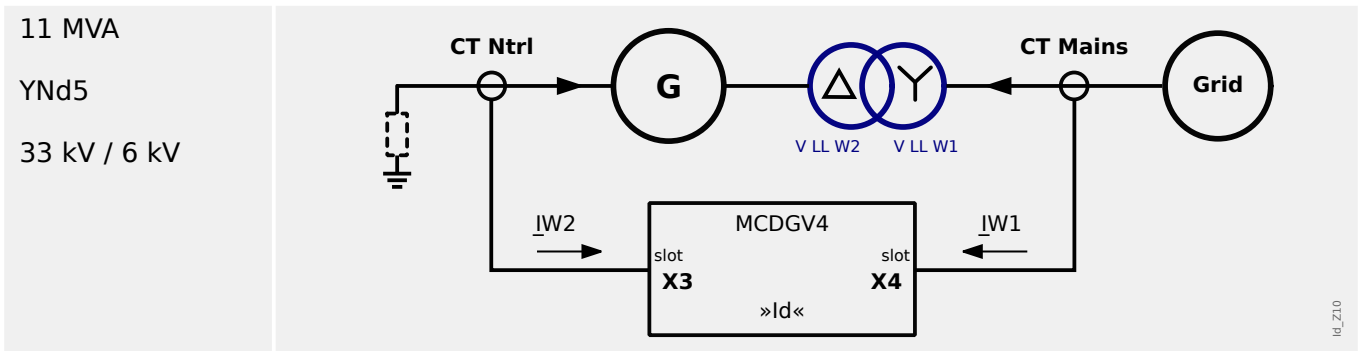 11 MVA
YNd5
33 kV / 6 kV
CT Ntrl
CT Mains
G
Grid
V LL W2
V LL W1
IW2
MCDGV4
IW1
slot
X3
slot
X4
»Id«
Id_Z10